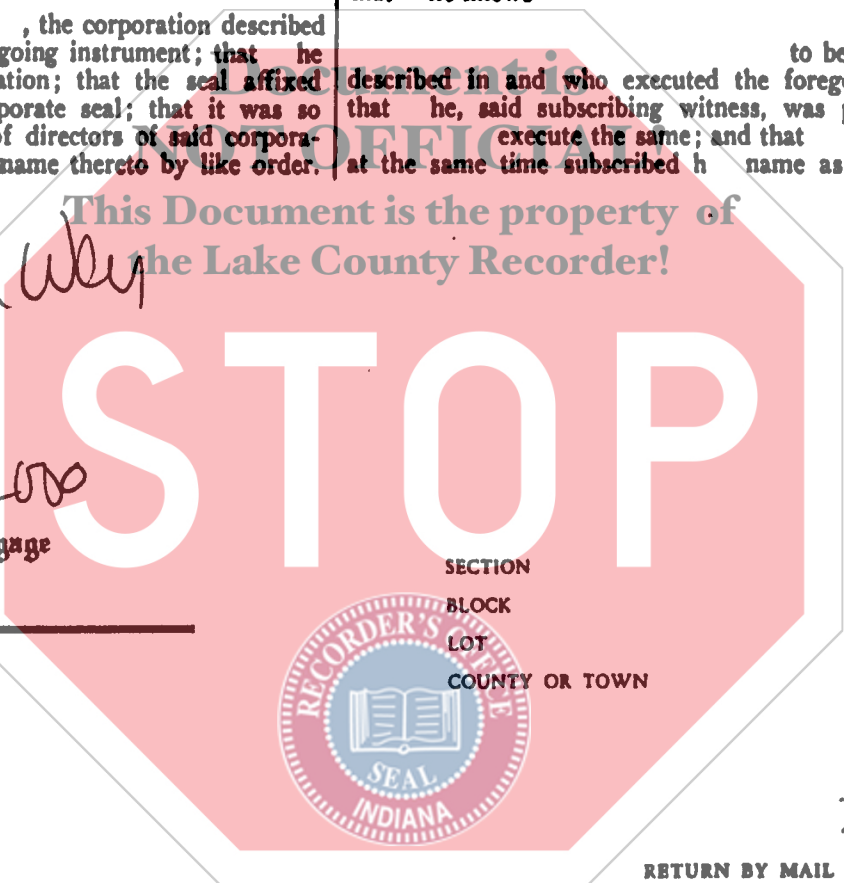 , the corporation described
going instrument; that he
ation; that the seal affixed
porate seal; that it was so
f directors of said corpora-
name thereto by like order.
to be
described in and who executed the forego
that he, said subscribing witness, was p
execute the same; and that
at the same time subscribed h name as
Document is
NOT OFFICIAL!
This Document is the property of
the Lake County Recorder!
STOP
gage
SECTION
BLOCK
LOT
COUNTY OR TOWN
RECORDER'S OFFICE
SEAL
INDIANA
RETURN BY MAIL